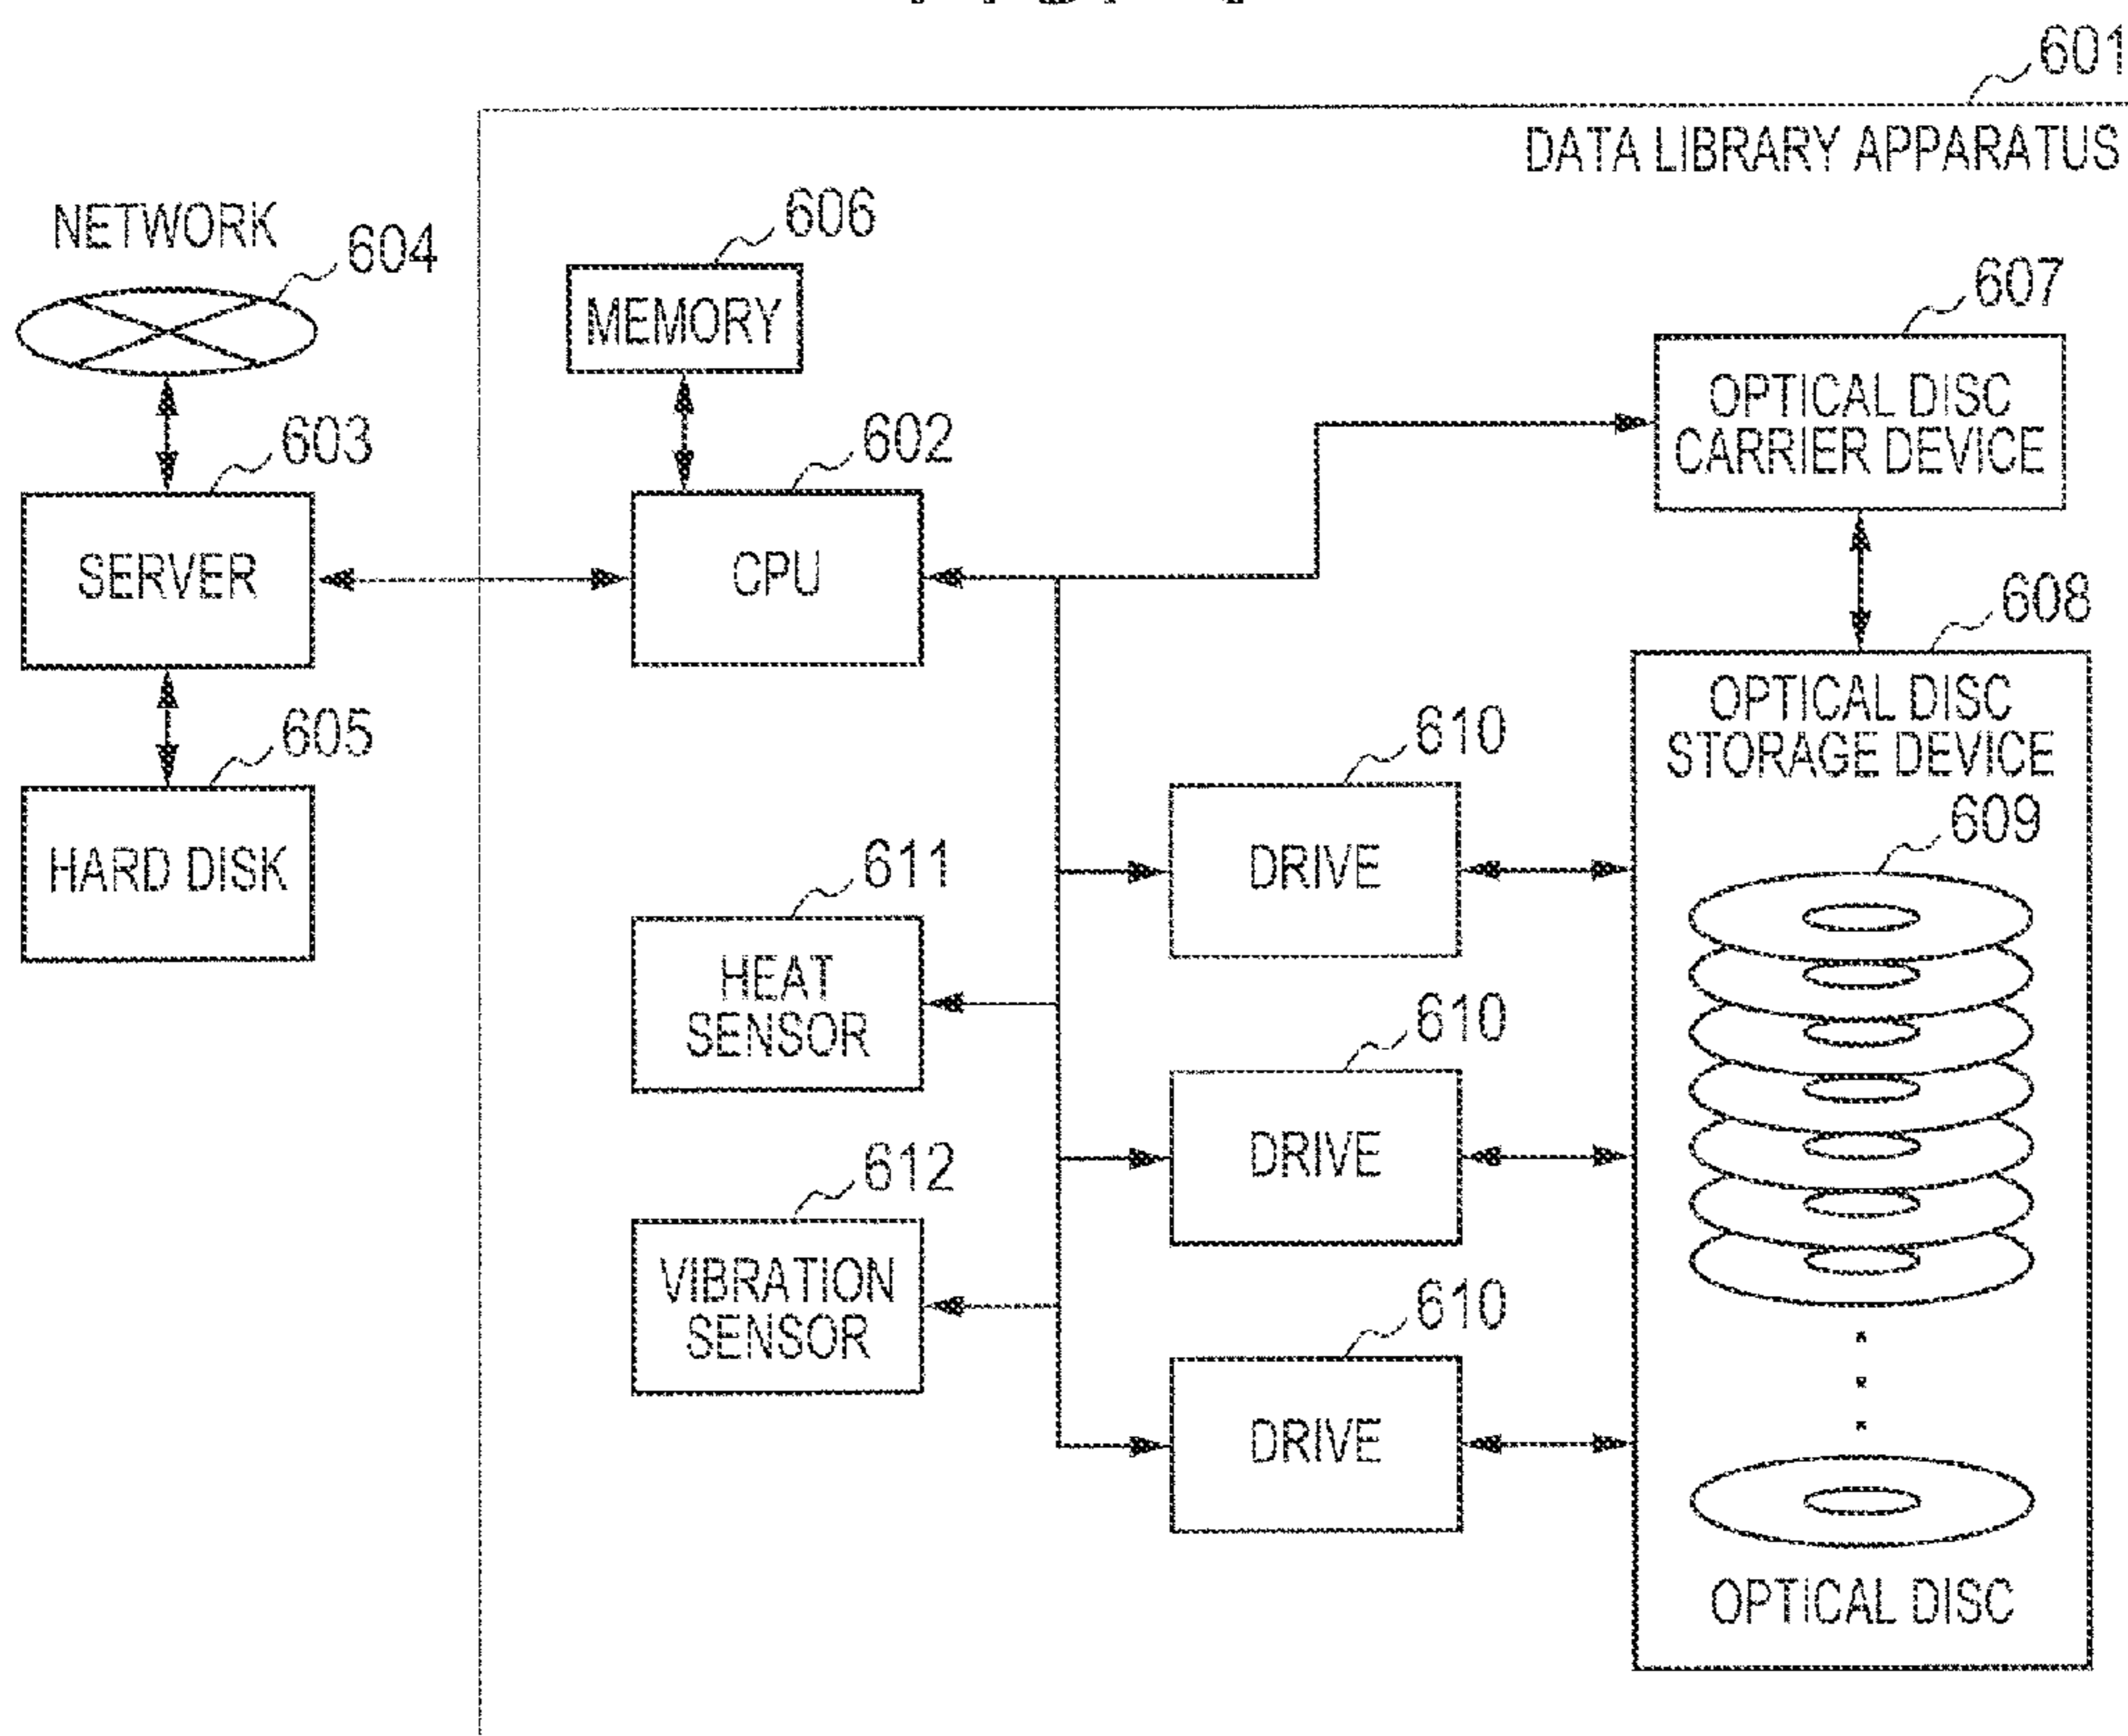 601
DATA LIBRARY APPARATUS
NETWORK
604
606
MEMORY
607
OPTICAL DISC
CARRIER DEVICE
603
SERVER
602
CPU
608
OPTICAL DISC
STORAGE DEVICE
605
HARD DISK
610
DRIVE
609
611
HEAT
SENSOR
610
DRIVE
612
VIBRATION
SENSOR
610
DRIVE
OPTICAL DISC